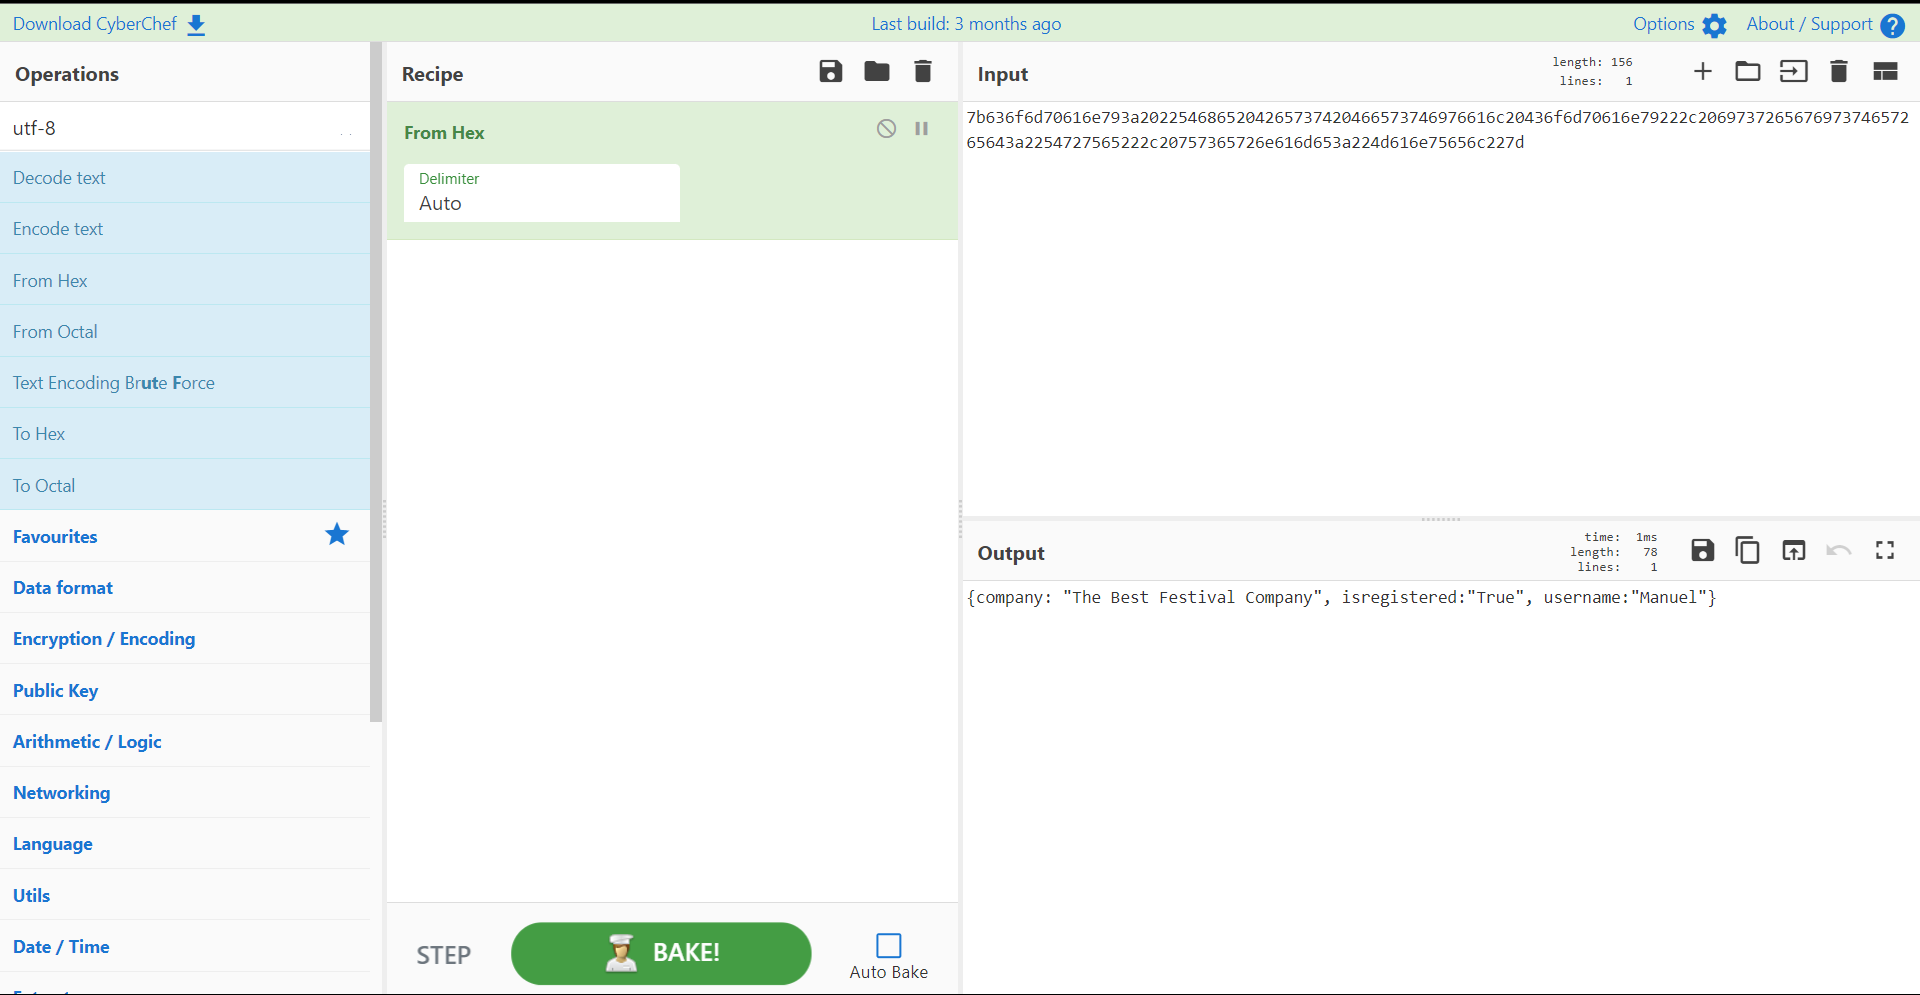 Download CyberChef
Last build: 3 months ago
Options
About / Support
Operations
utf-8
Decode text
Encode text
From Hex
From Octal
Text Encoding Brute Force
To Hex
To Octal
Favourites
Data format
Encryption / Encoding
Public Key
Arithmetic / Logic
Networking
Language
Utils
Date / Time
Recipe
From Hex
Delimiter
Auto
STEP
BAKE!
Auto Bake
Input
length: 156
lines: 1
7b636f6d70616e793a202254686520426573742046657374697 6616c20436f6d70616e79222c2069737265676973746572
65643a2254727565222c20757365726e616d653a224d616e75656c227d
Output
time: 1ms
length: 78
lines: 1
{company: "The Best Festival Company", isregistered:"True", username:"Manuel"}